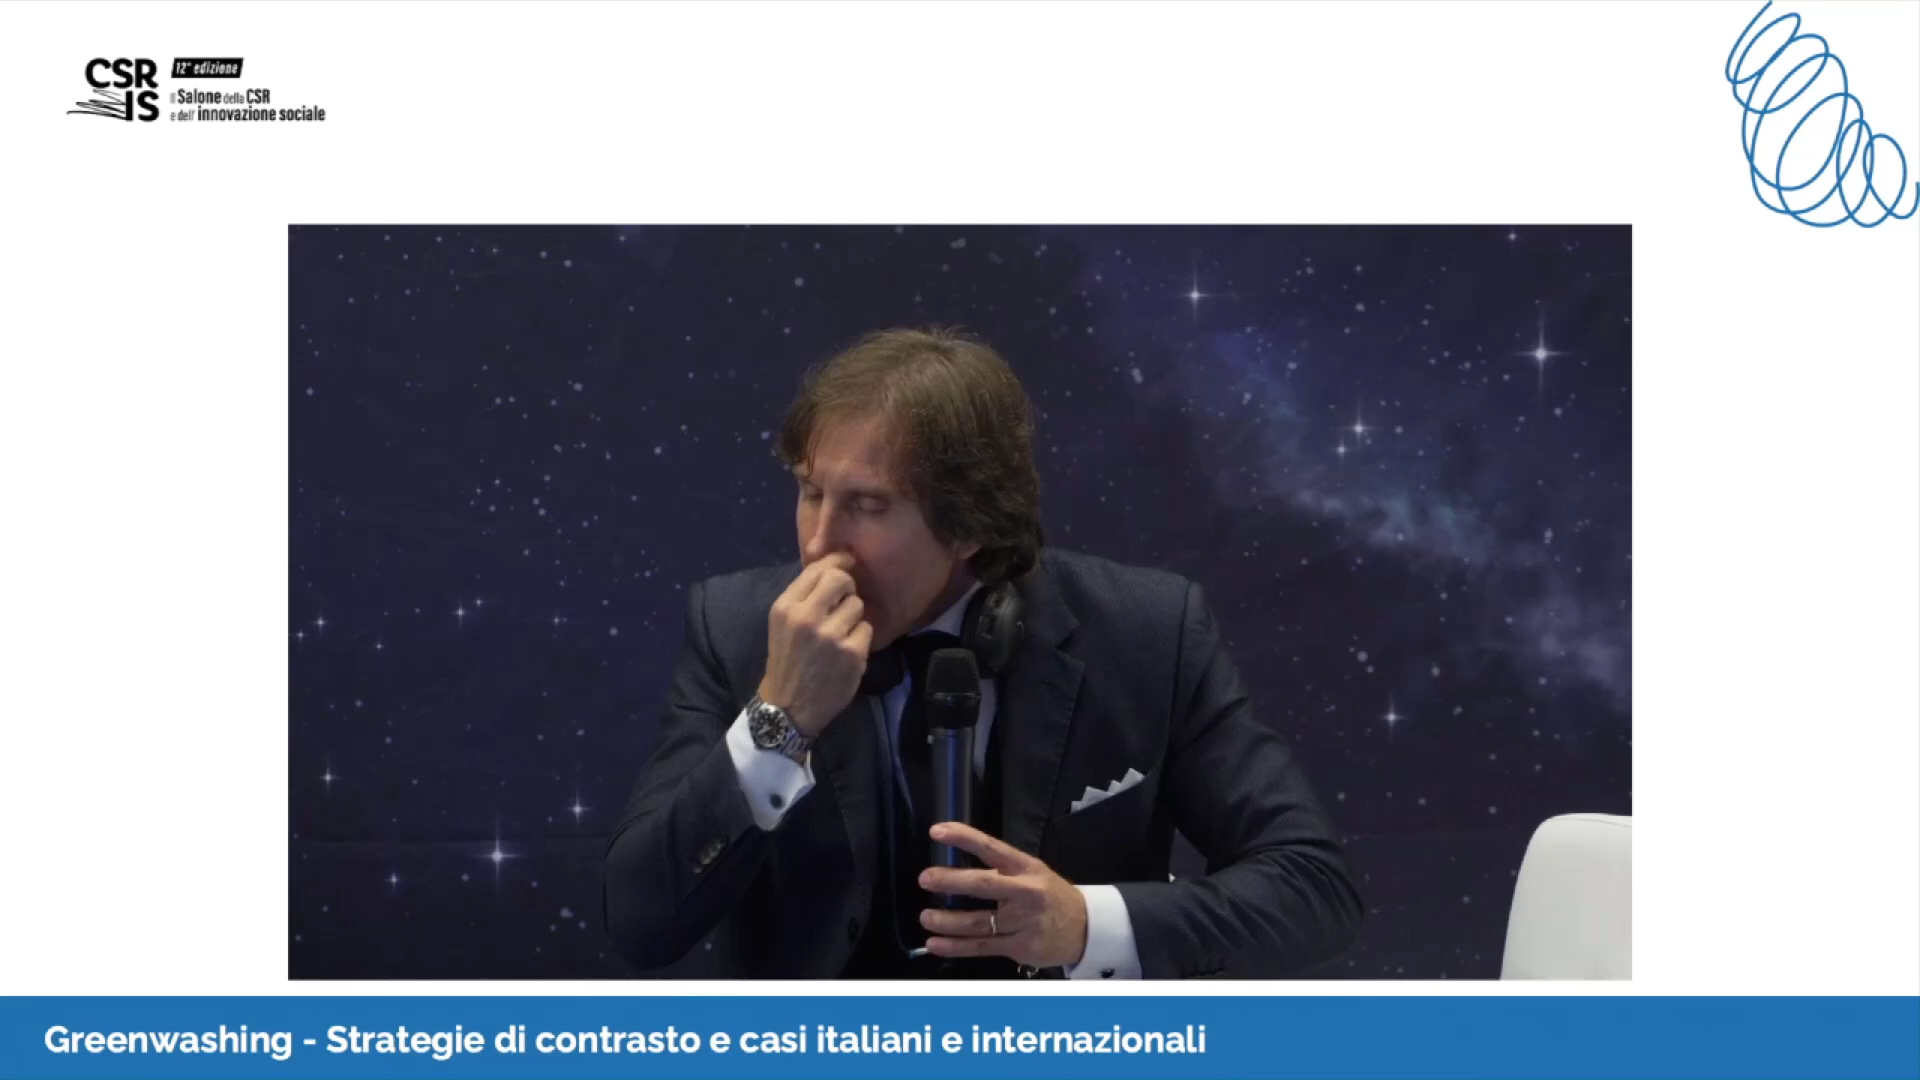 CSR
IS
12ª edizione
Il Salone della CSR
e dell'innovazione sociale
Greenwashing - Strategie di contrasto e casi italiani e internazionali